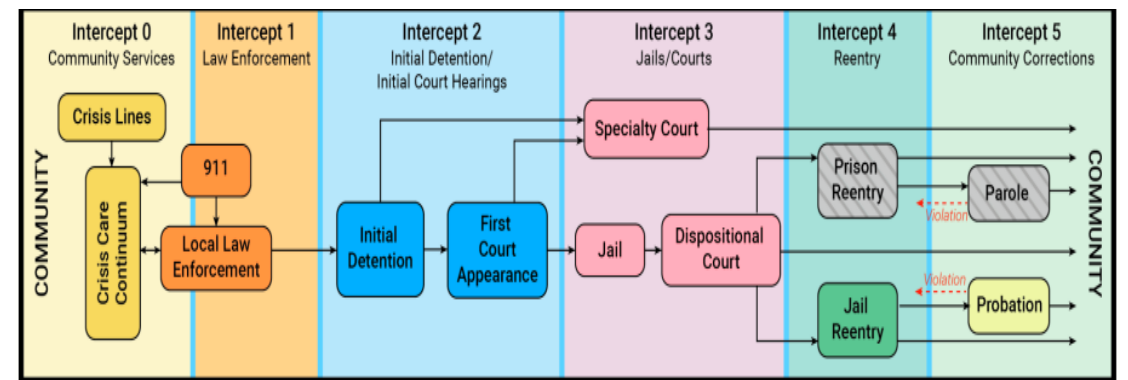 Intercept 0
Community Services
Intercept 1
Law Enforcement
Intercept 2
Initial Detention/
Initial Court Hearings
Intercept 3
Jails/Courts
Intercept 4
Reentry
Intercept 5
Community Corrections
COMMUNITY
Crisis Lines
Crisis Care
Continuum
911
Local Law
Enforcement
Initial
Detention
First
Court
Appearance
Specialty Court
Jail
Dispositional
Court
Prison
Reentry
Parole
Violation
Jail
Reentry
Violation
Probation
COMMUNITY